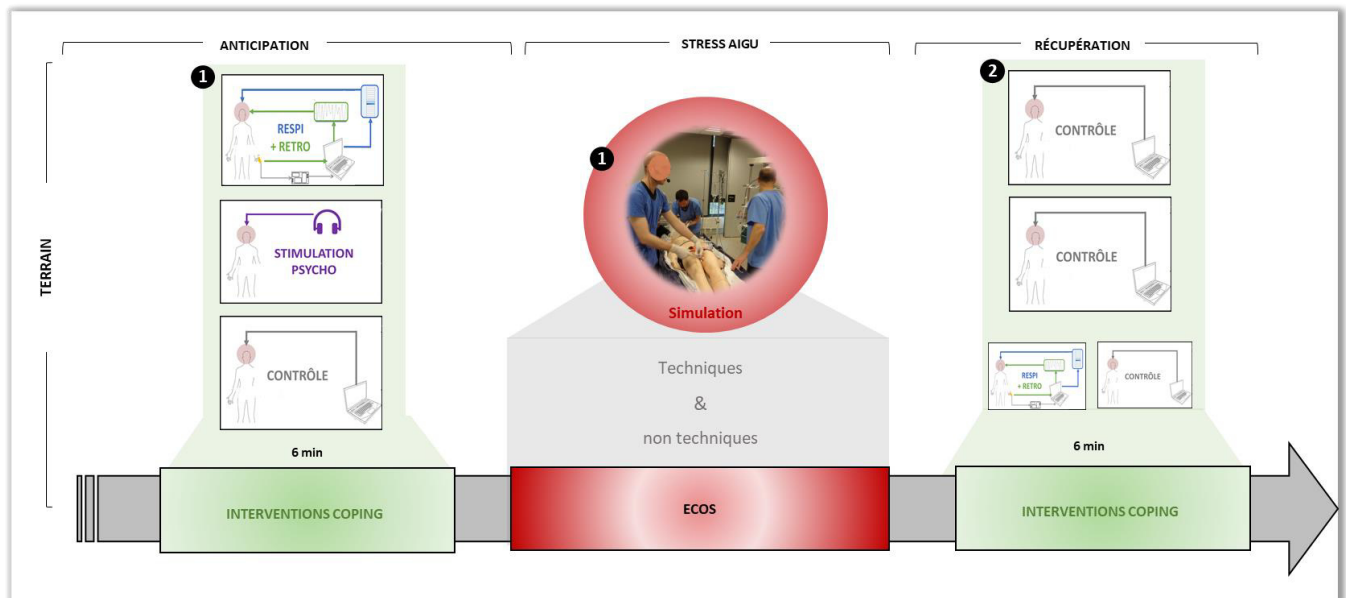 ANTICIPATION
STRESS AIGU
RÉCUPÉRATION
TERRAIN
1
RESPI
+ RETRO
STIMULATION
PSYCHO
CONTRÔLE
6 min
INTERVENTIONS COPING
1
Simulation
Techniques
&
non techniques
ECOS
2
CONTRÔLE
CONTRÔLE
RESPI
+ RETRO
CONTRÔLE
6 min
INTERVENTIONS COPING